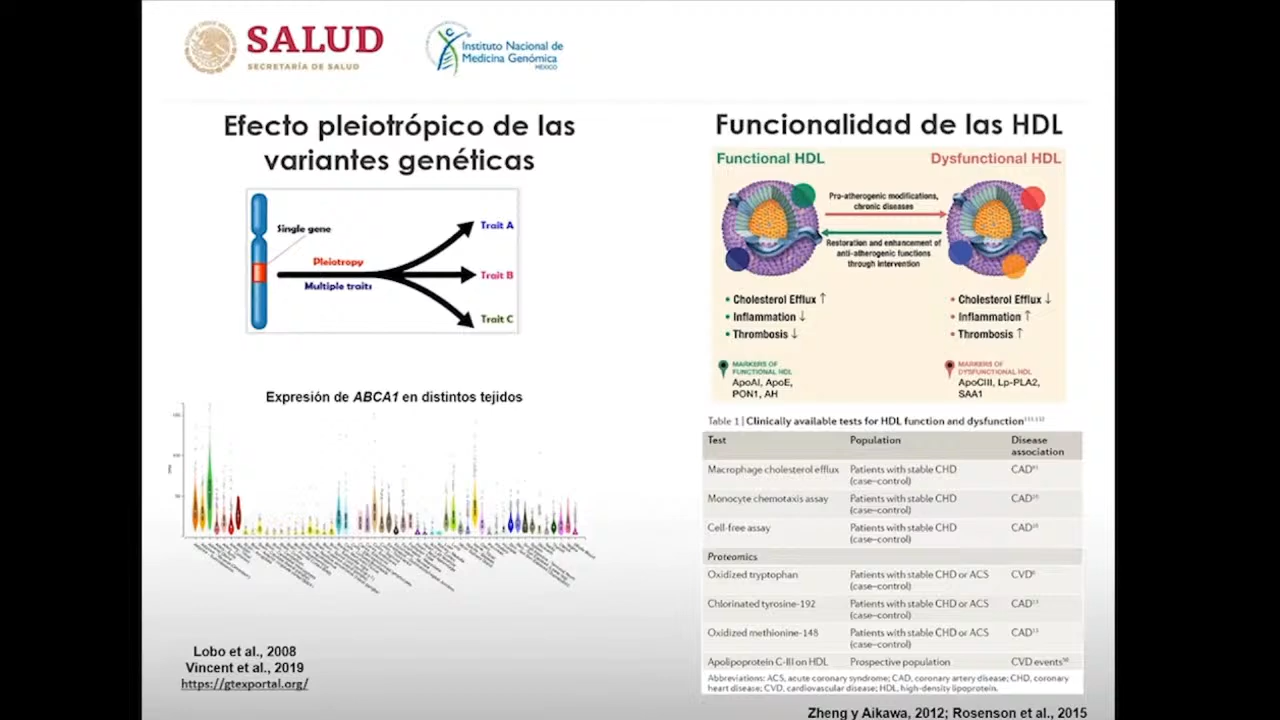 SALUD
SECRETARÍA DE SALUD
Instituto Nacional de
Medicina Genómica
MÉXICO
Efecto pleiotrópico de las
variantes genéticas
Single gene
Pleiotropy
Multiple traits
Trait A
Trait B
Trait C
Expresión de ABCA1 en distintos tejidos
Lobo et al., 2008
Vincent et al., 2019
https://gtexportal.org/
Funcionalidad de las HDL
Functional HDL
Dysfunctional HDL
Pro-atherogenic modifications,
chronic diseases
Restoration and enhancement of
anti-atherogenic functions
through intervention
• Cholesterol Efflux ↑
• Inflammation ↓
• Thrombosis ↓
• Cholesterol Efflux ↓
• Inflammation ↑
• Thrombosis ↑
MARKERS OF
FUNCTIONAL HDL
ApoAI, ApoE,
PON1, AH
MARKERS OF
DYSFUNCTIONAL HDL
ApoCIII, Lp-PLA2,
SAA1
Table 1 | Clinically available tests for HDL function and dysfunction
Test Population Disease
association
Macrophage cholesterol efflux Patients with stable CHD CAD
(case–control)
Monocyte chemotaxis assay Patients with stable CHD CAD
(case–control)
Cell-free assay Patients with stable CHD CAD
(case–control)
Proteomics
Oxidized tryptophan Patients with stable CHD or ACS CVD
(case–control)
Chlorinated tyrosine-192 Patients with stable CHD or ACS CAD
(case–control)
Oxidized methionine-148 Patients with stable CHD or ACS CAD
(case–control)
Apolipoprotein C-III on HDL Prospective population CVD events
Abbreviations: ACS, acute coronary syndrome; CAD, coronary artery disease; CHD, coronary
heart disease; CVD, cardiovascular disease; HDL, high-density lipoprotein.
Zheng y Aikawa, 2012; Rosenson et al., 2015